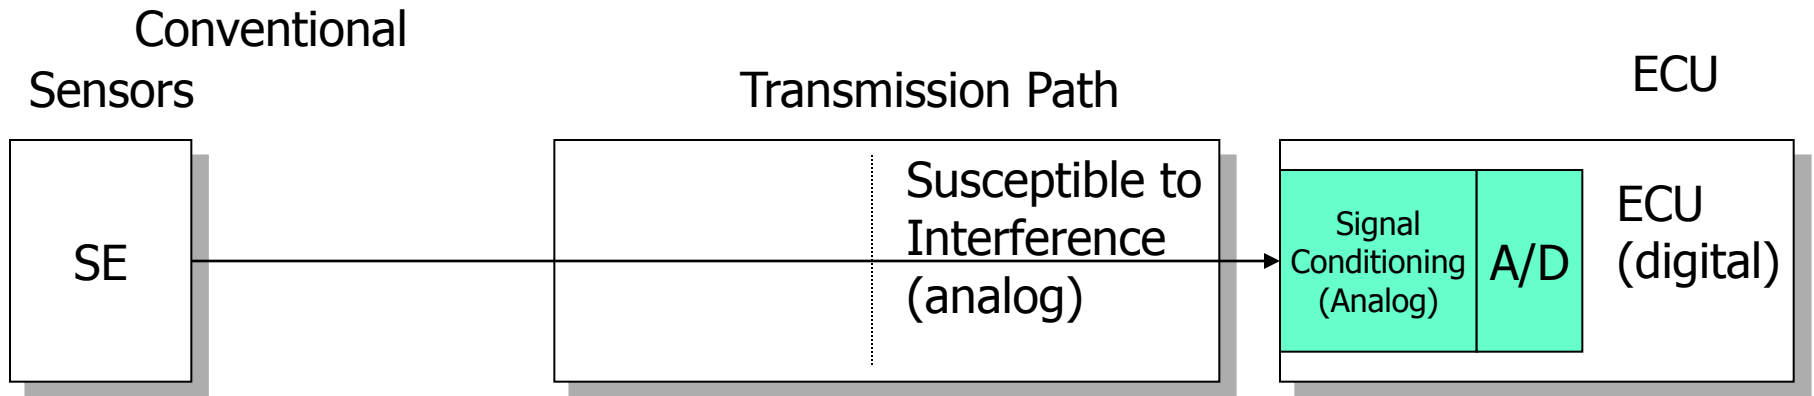 Conventional
Sensors
Transmission Path
ECU
SE
Susceptible to
Interference
(analog)
Signal
Conditioning
(Analog)
A/D
ECU
(digital)